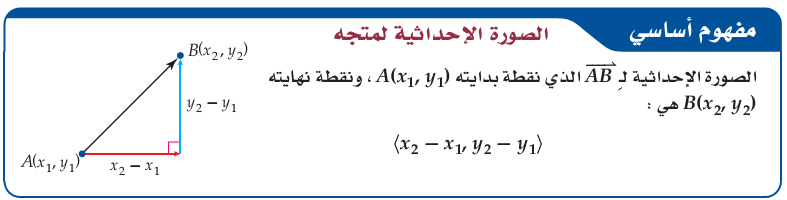 مفهوم أساسي
الصورة الإحداثية لمتجه
الصورة الإحداثية لـِ AB الذي نقطة بدايته A(x₁, y₁) ، ونقطة نهايته
B(x₂, y₂) هي :
⟨x₂ − x₁, y₂ − y₁⟩
B(x₂, y₂)
y₂ − y₁
A(x₁, y₁)
x₂ − x₁